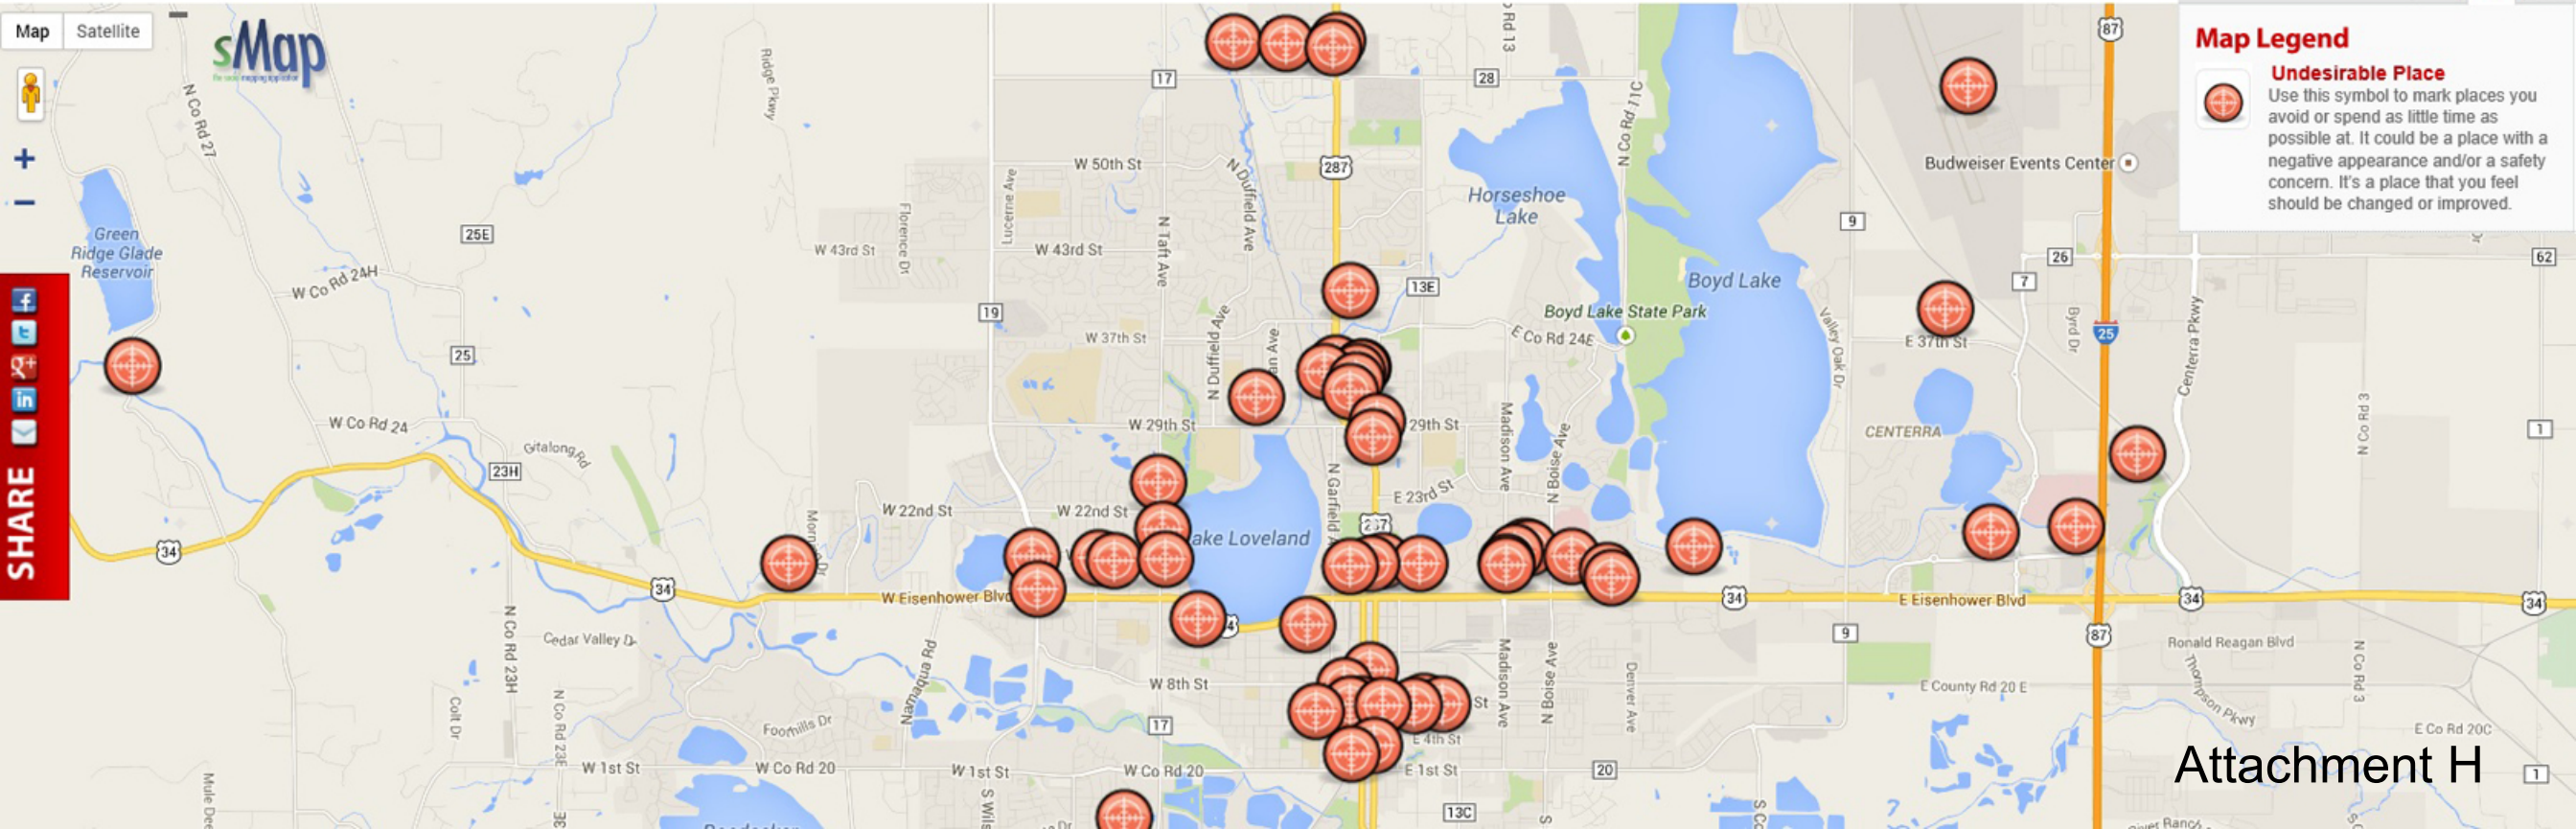 Map
Satellite
sMap
N Co Rd 27
Ridge Pkwy
17
28
N Co Rd 11C
87
Map Legend
Undesirable Place
Use this symbol to mark places you
avoid or spend as little time as
possible at. It could be a place with a
negative appearance and/or a safety
concern. It's a place that you feel
should be changed or improved.
Budweiser Events Center
W 50th St
N Duffield Ave
287
Lucerne Ave
Horseshoe
Lake
9
Green
Ridge Glade
Reservoir
25E
Florence Dr
W 43rd St
W 43rd St
N Taft Ave
26
62
W Co Rd 24H
13E
Boyd Lake
7
19
Boyd Lake State Park
Byrd Dr
25
Centerra Pkwy
W 37th St
N Duffield Ave
E Co Rd 24E
Valley Oak Dr
E 37th St
25
W Co Rd 24
W 29th St
29th St
Madison Ave
N Boise Ave
CENTERRA
N Co Rd 3
1
Gitalong Rd
23H
SHARE
W 22nd St
W 22nd St
N Garfield
E 23rd St
ake Loveland
34
34
W Eisenhower Blvd
34
E Eisenhower Blvd
34
34
N Co Rd 23H
Cedar Valley Dr
Namaqua Rd
Madison Ave
N Boise Ave
Denver Ave
9
87
Ronald Reagan Blvd
N Co Rd 3
W 8th St
St
E County Rd 20 E
Thompson Pkwy
Colt Dr
N Co Rd 23E
Foothills Dr
17
E 4th St
E Co Rd 20C
W 1st St
W Co Rd 20
W 1st St
W Co Rd 20
E 1st St
20
Attachment H
1
13C